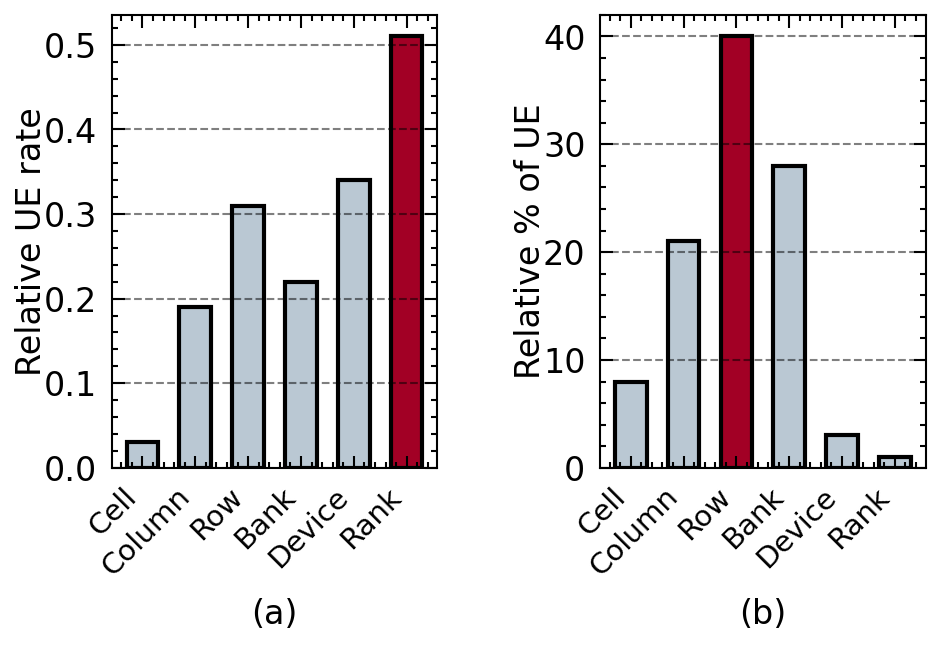 Relative UE rate
0.5
0.4
0.3
0.2
0.1
0.0
Cell
Column
Row
Bank
Device
Rank
(a)
Relative % of UE
40
30
20
10
0
Cell
Column
Row
Bank
Device
Rank
(b)